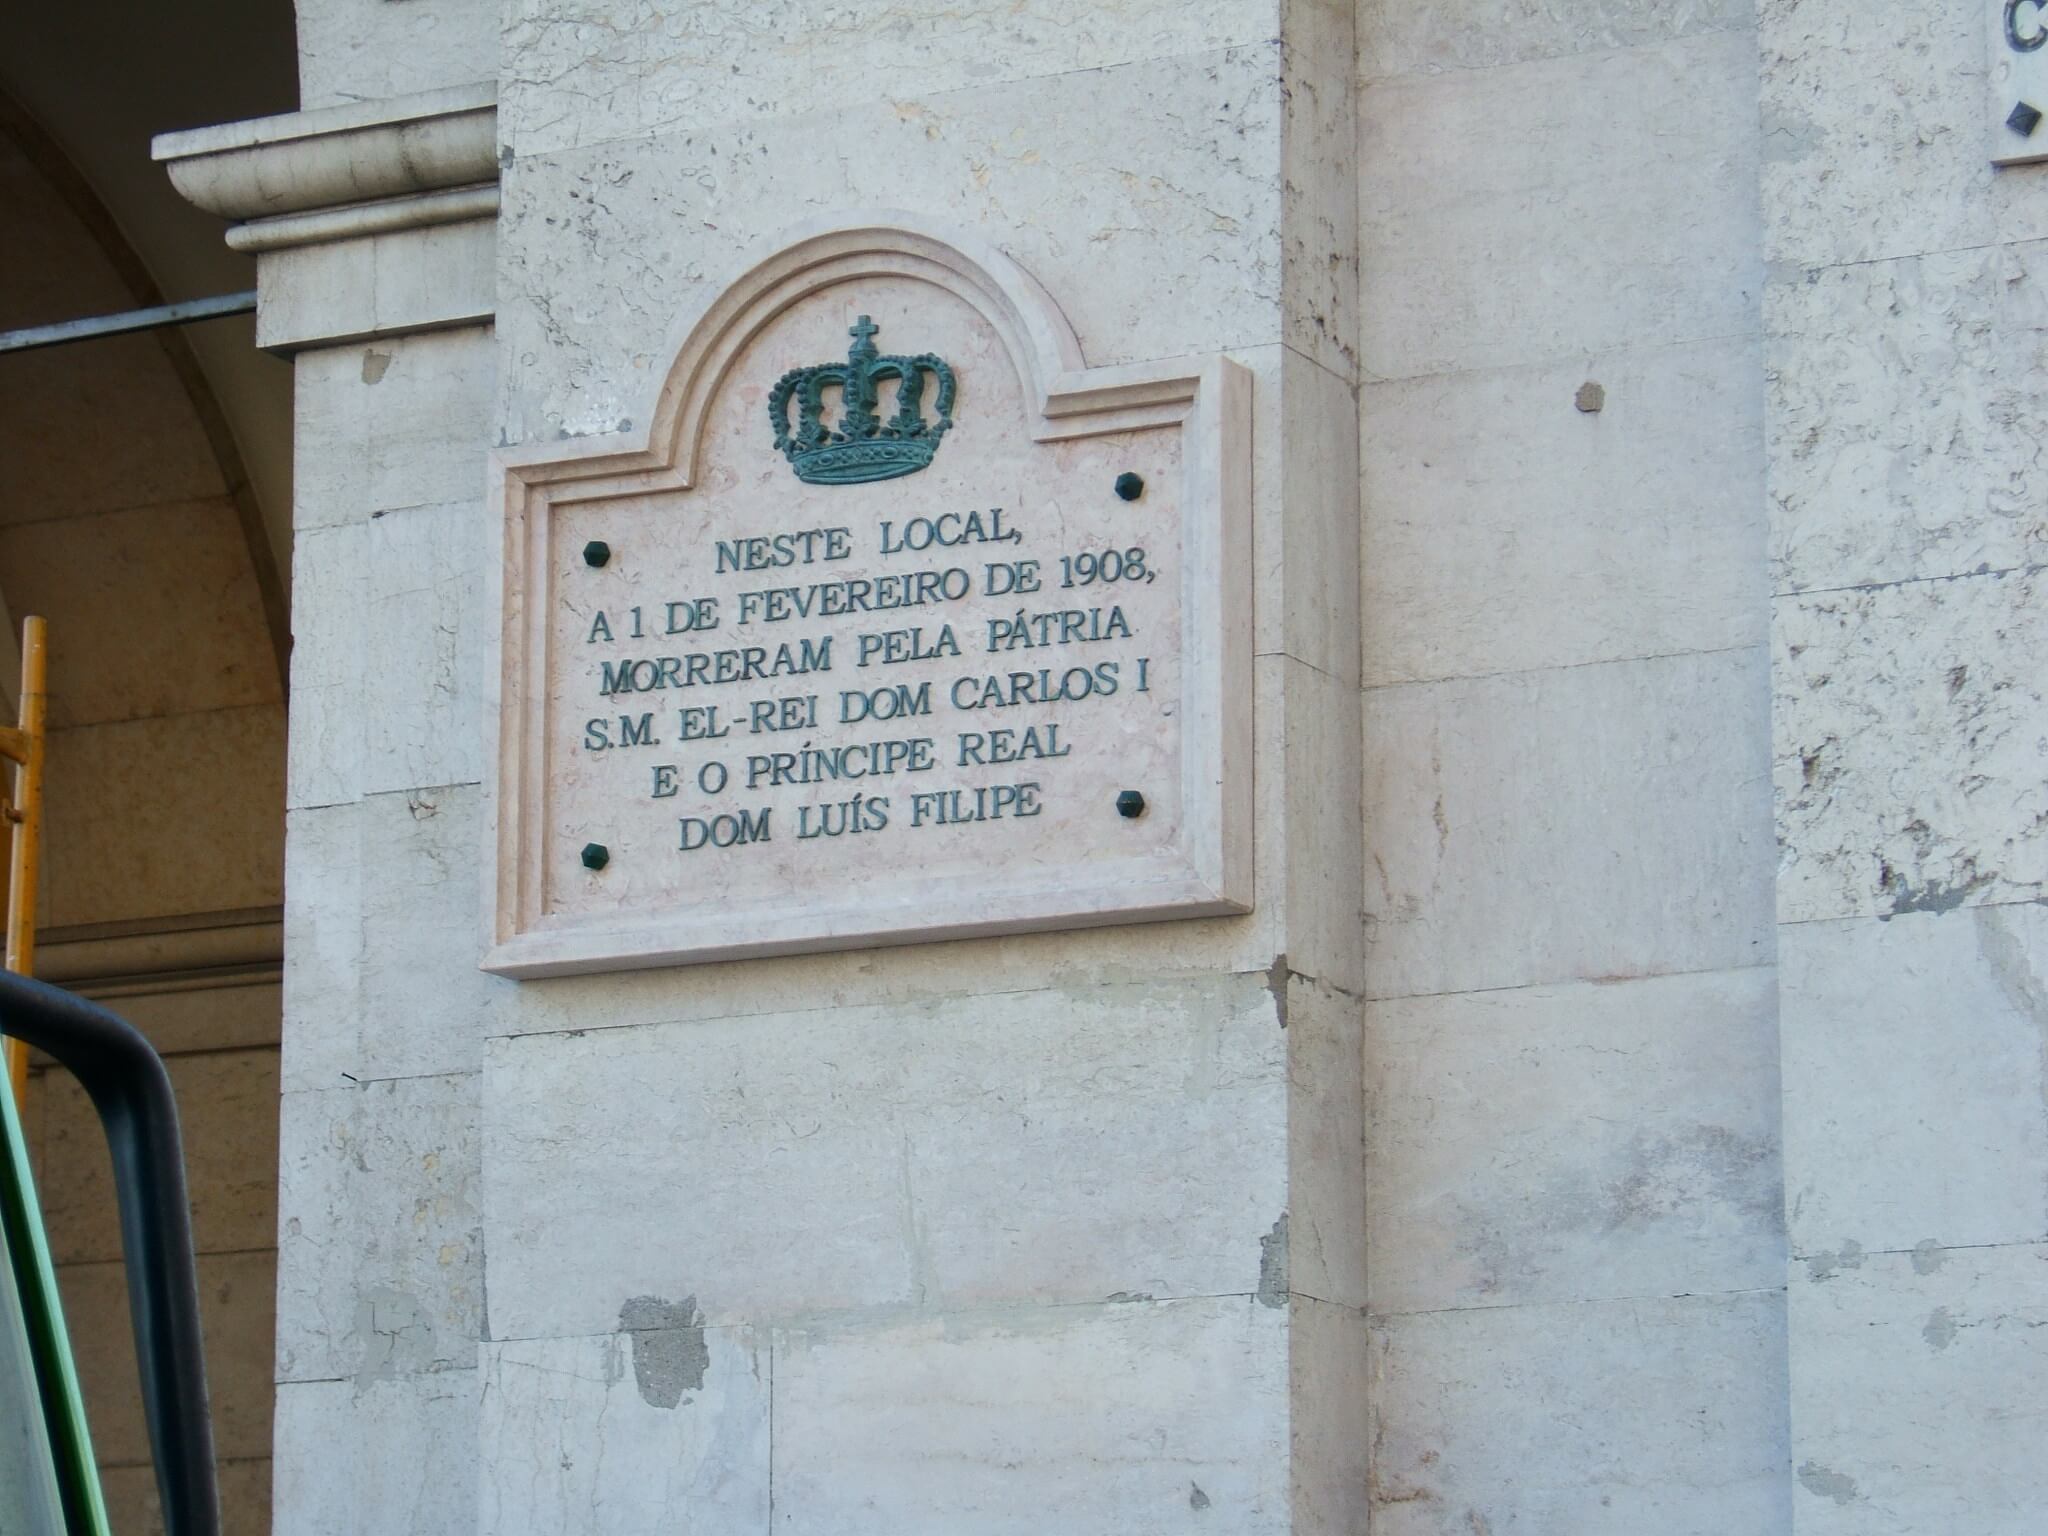 NESTE LOCAL,
A 1 DE FEVEREIRO DE 1908,
MORRERAM PELA PÁTRIA
S.M. EL-REI DOM CARLOS I
E O PRÍNCIPE REAL
DOM LUÍS FILIPE